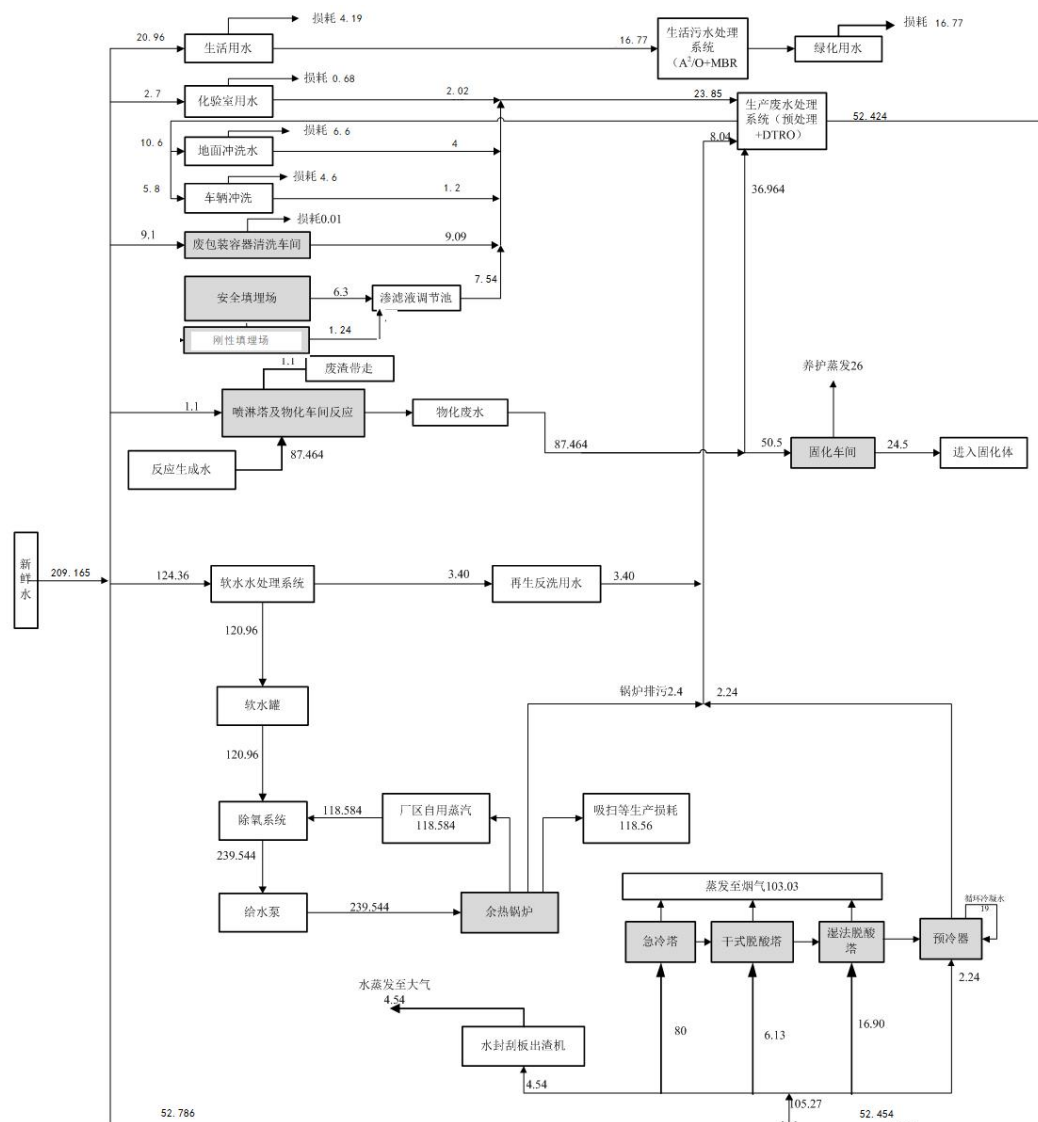 损耗 4.19
损耗 16.77
20.96
生活用水
16.77
生活污水处理
系统
（A²/O+MBR
绿化用水
损耗 0.68
2.7
化验室用水
2.02
23.85
生产废水处理
系统（预处理
+DTRO）
52.424
损耗 6.6
10.6
地面冲洗水
4
8.04
36.964
损耗 4.6
5.8
车辆冲洗
1.2
损耗0.01
9.1
废包装容器清洗车间
9.09
7.54
安全填埋场
6.3
渗滤液调节池
刚性填埋场
1.24
1.1
废渣带走
养护蒸发26
1.1
喷淋塔及物化车间反应
物化废水
87.464
50.5
固化车间
24.5
进入固化体
反应生成水
87.464
新鲜水
209.165
124.36
软水水处理系统
3.40
再生反洗用水
3.40
120.96
软水罐
锅炉排污2.4
2.24
120.96
除氧系统
118.584
厂区自用蒸汽
118.584
吸扫等生产损耗
118.56
239.544
蒸发至烟气103.03
给水泵
239.544
余热锅炉
循环冷凝水
19
急冷塔
干式脱酸塔
湿法脱酸
塔
预冷器
水蒸发至大气
4.54
80
6.13
16.90
2.24
水封刮板出渣机
4.54
105.27
52.786
52.454